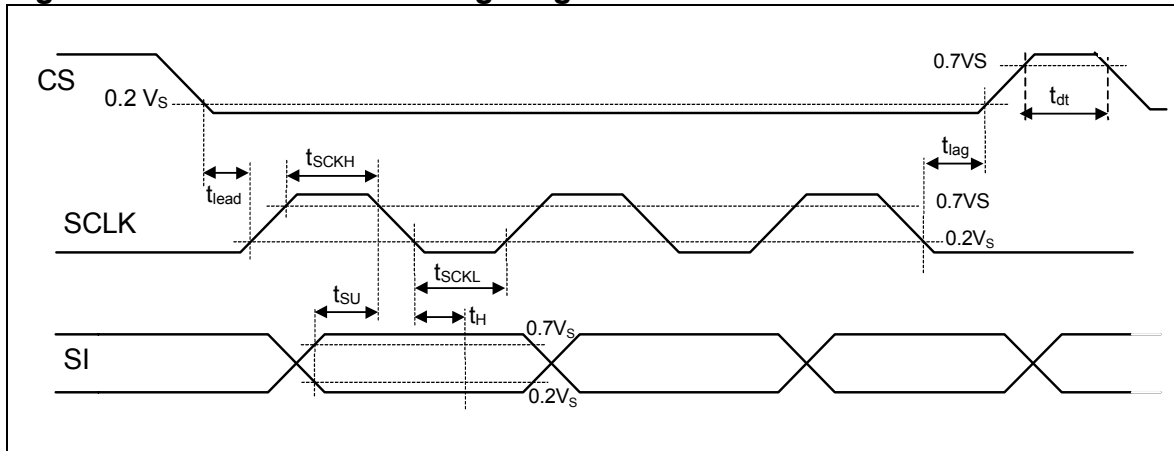 CS
0.2 VS
0.7VS
tdt
tlag
tSCKH
tlead
SCLK
0.7VS
0.2VS
tSCKL
tSU
tH
SI
0.7VS
0.2VS